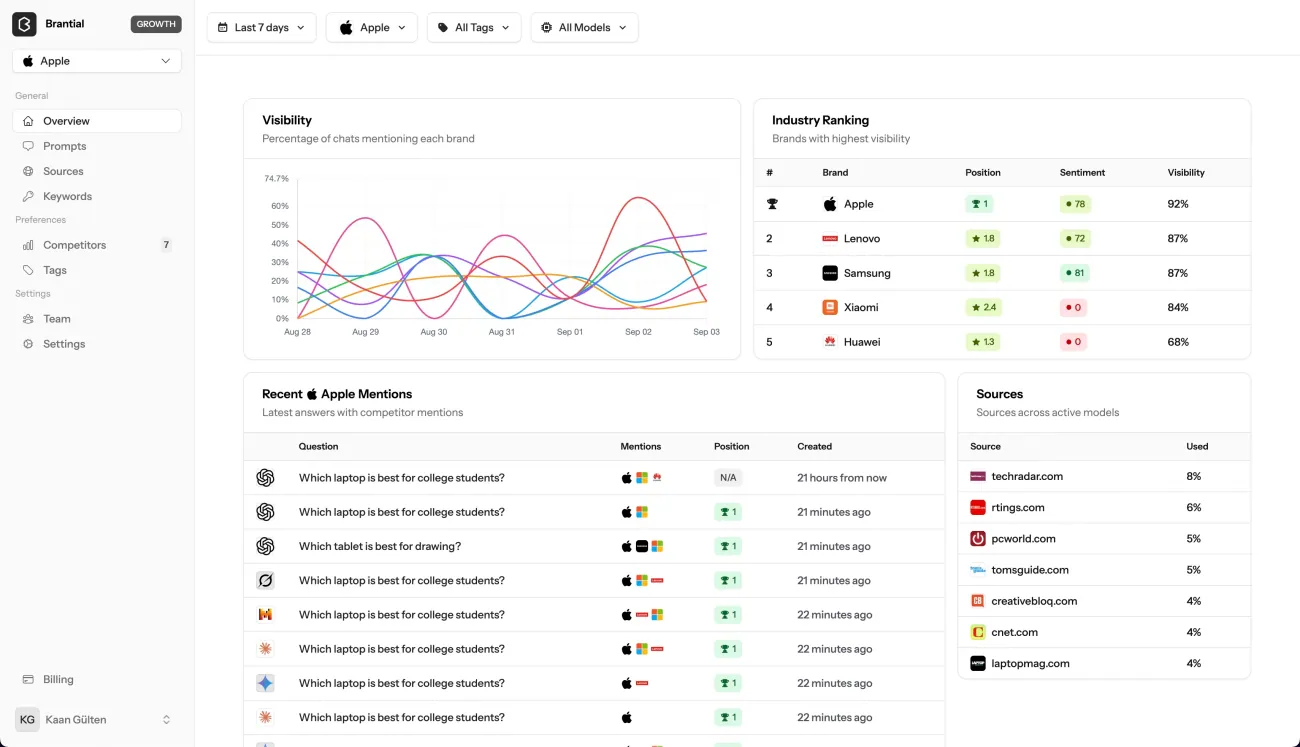 Brantial GROWTH
Apple
General
Overview
Prompts
Sources
Keywords
Preferences
Competitors 7
Tags
Settings
Team
Settings
Billing
KG Kaan Gülten
Last 7 days Apple All Tags All Models
Visibility
Percentage of chats mentioning each brand
74.7%
60%
50%
40%
30%
20%
10%
0%
Aug 28 Aug 29 Aug 30 Aug 31 Sep 01 Sep 02 Sep 03
Industry Ranking
Brands with highest visibility
# Brand Position Sentiment Visibility
Apple 1 78 92%
2 Lenovo 1.8 72 87%
3 Samsung 1.8 81 87%
4 Xiaomi 2.4 0 84%
5 Huawei 1.3 0 68%
Recent Apple Mentions
Latest answers with competitor mentions
Question Mentions Position Created
Which laptop is best for college students? N/A 21 hours from now
Which laptop is best for college students? 1 21 minutes ago
Which tablet is best for drawing? 1 21 minutes ago
Which laptop is best for college students? 1 21 minutes ago
Which laptop is best for college students? 1 22 minutes ago
Which laptop is best for college students? 1 22 minutes ago
Which laptop is best for college students? 1 22 minutes ago
Which laptop is best for college students? 1 22 minutes ago
Sources
Sources across active models
Source Used
techradar.com 8%
rtings.com 6%
pcworld.com 5%
tomsguide.com 5%
creativebloq.com 4%
cnet.com 4%
laptopmag.com 4%